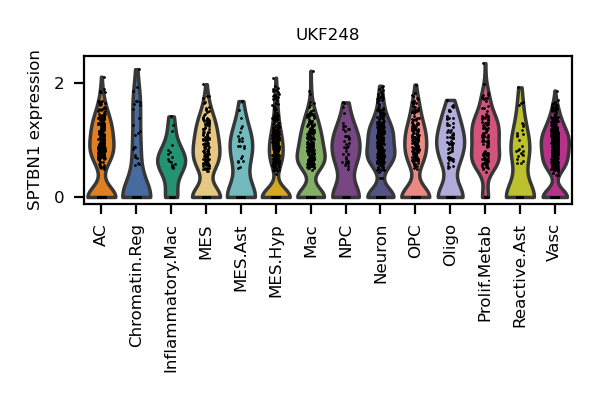 UKF248
SPTBN1 expression
2
0
AC
Chromatin.Reg
Inflammatory.Mac
MES
MES.Ast
MES.Hyp
Mac
NPC
Neuron
OPC
Oligo
Prolif.Metab
Reactive.Ast
Vasc